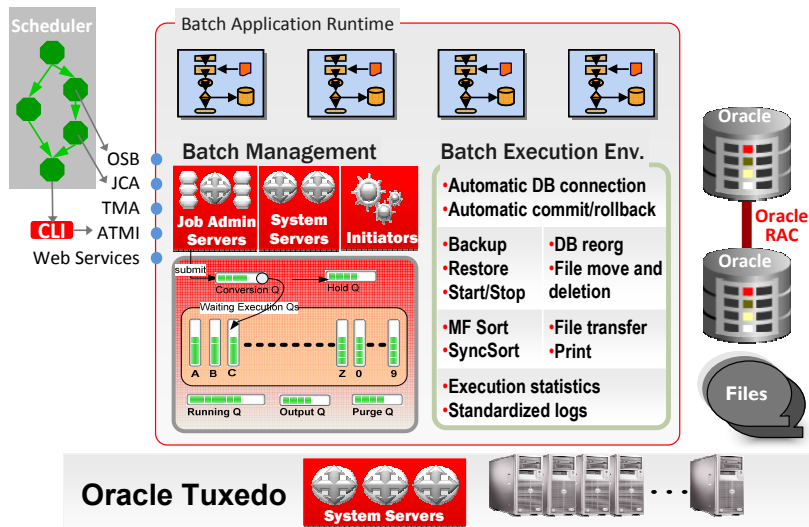 Scheduler
Batch Application Runtime
Oracle
OSB
JCA
TMA
CLI
ATMI
Web Services
Batch Management
Job Admin
Servers
System
Servers
Initiators
submit
Conversion Q
Hold Q
Waiting Execution Qs
A B C Z 0 9
Running Q
Output Q
Purge Q
Batch Execution Env.
•Automatic DB connection
•Automatic commit/rollback
•Backup
•Restore
•Start/Stop
•DB reorg
•File move and
deletion
•MF Sort
•SyncSort
•File transfer
•Print
•Execution statistics
•Standardized logs
Oracle
RAC
Oracle
Files
Oracle Tuxedo
System Servers